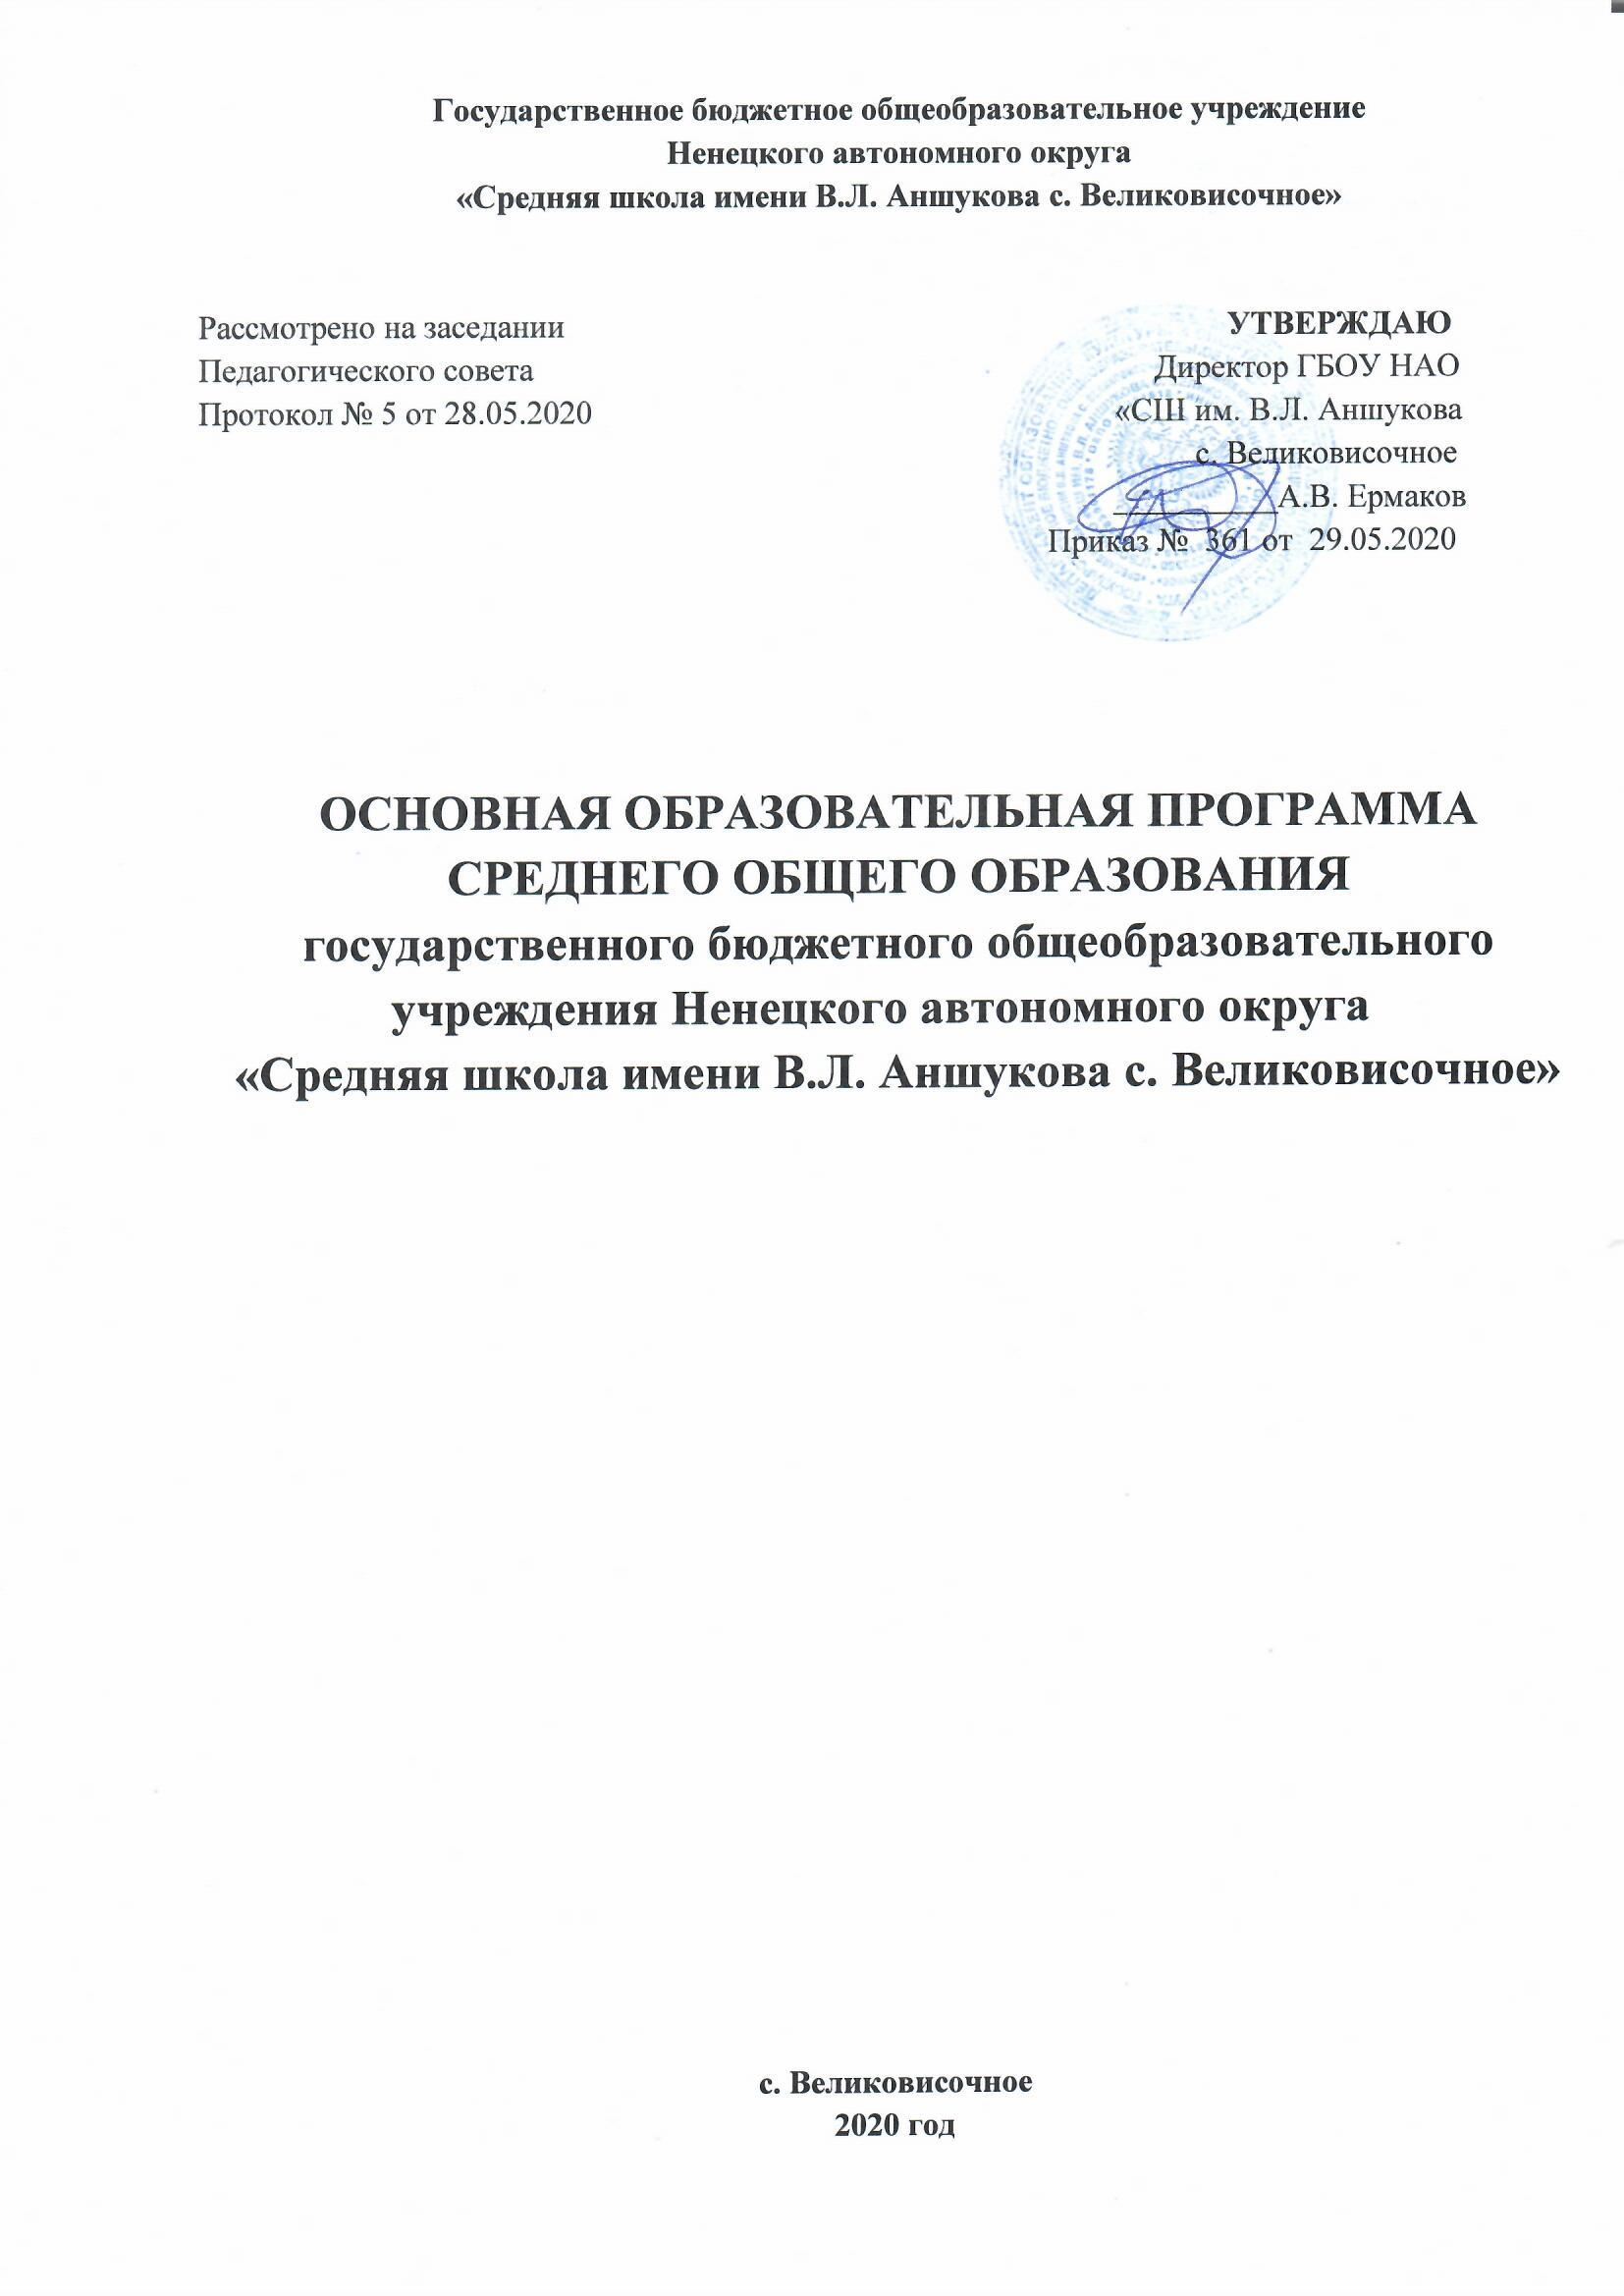 Государственное бюджетное общеобразовательное учреждение
Ненецкого автономного округа
«Средняя школа имени В.Л. Аншукова с. Великовисочное»
Рассмотрено на заседании
Педагогического совета
Протокол № 5 от 28.05.2020
УТВЕРЖДАЮ
Директор ГБОУ НАО
«СШ им. В.Л. Аншукова
с. Великовисочное
А.В. Ермаков
Приказ № 361 от 29.05.2020
ОСНОВНАЯ ОБРАЗОВАТЕЛЬНАЯ ПРОГРАММА
СРЕДНЕГО ОБЩЕГО ОБРАЗОВАНИЯ
государственного бюджетного общеобразовательного
учреждения Ненецкого автономного округа
«Средняя школа имени В.Л. Аншукова с. Великовисочное»
с. Великовисочное
2020 год